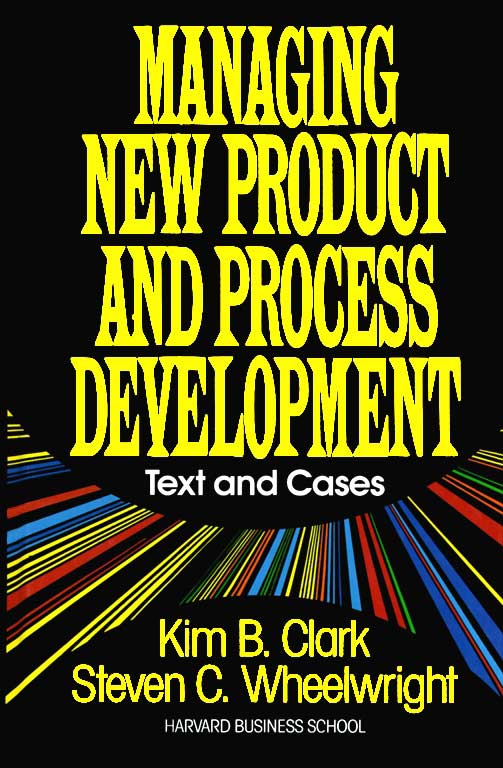 MANAGING
NEW PRODUCT
AND PROCESS
DEVELOPMENT
Text and Cases
Kim B. Clark
Steven C. Wheelwright
HARVARD BUSINESS SCHOOL